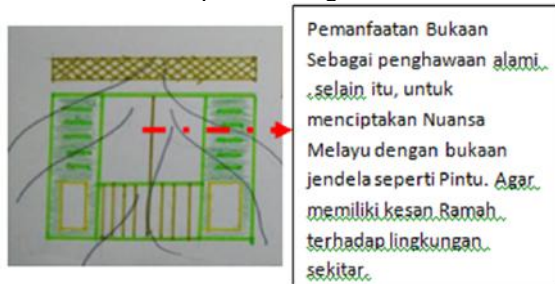 Pemanfaatan Bukaan
Sebagai penghawaan alami
,selain itu, untuk
menciptakan Nuansa
Melayu dengan bukaan
jendela seperti Pintu. Agar
memiliki kesan Ramah
terhadap lingkungan
sekitar.